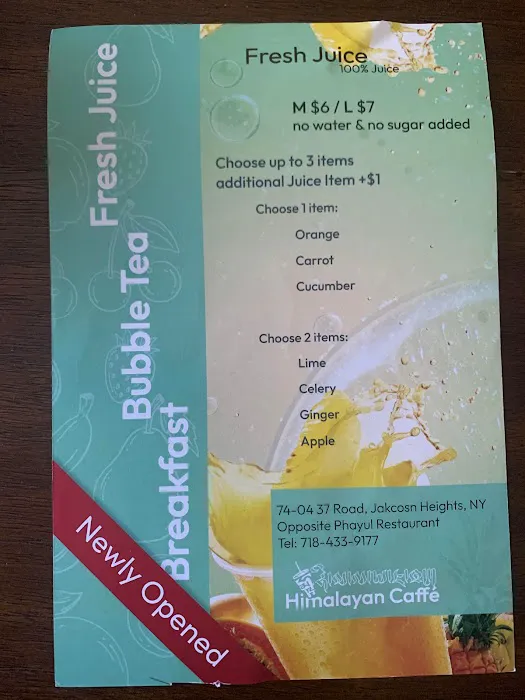 Fresh Juice
Bubble Tea
Breakfast
Newly Opened
Fresh Juice
100% Juice
M $6 / L $7
no water & no sugar added
Choose up to 3 items
additional Juice Item +$1
Choose 1 item:
Orange
Carrot
Cucumber
Choose 2 items:
Lime
Celery
Ginger
Apple
74-04 37 Road, Jakcosn Heights, NY
Opposite Phayul Restaurant
Tel: 718-433-9177
Himalayan Caffé